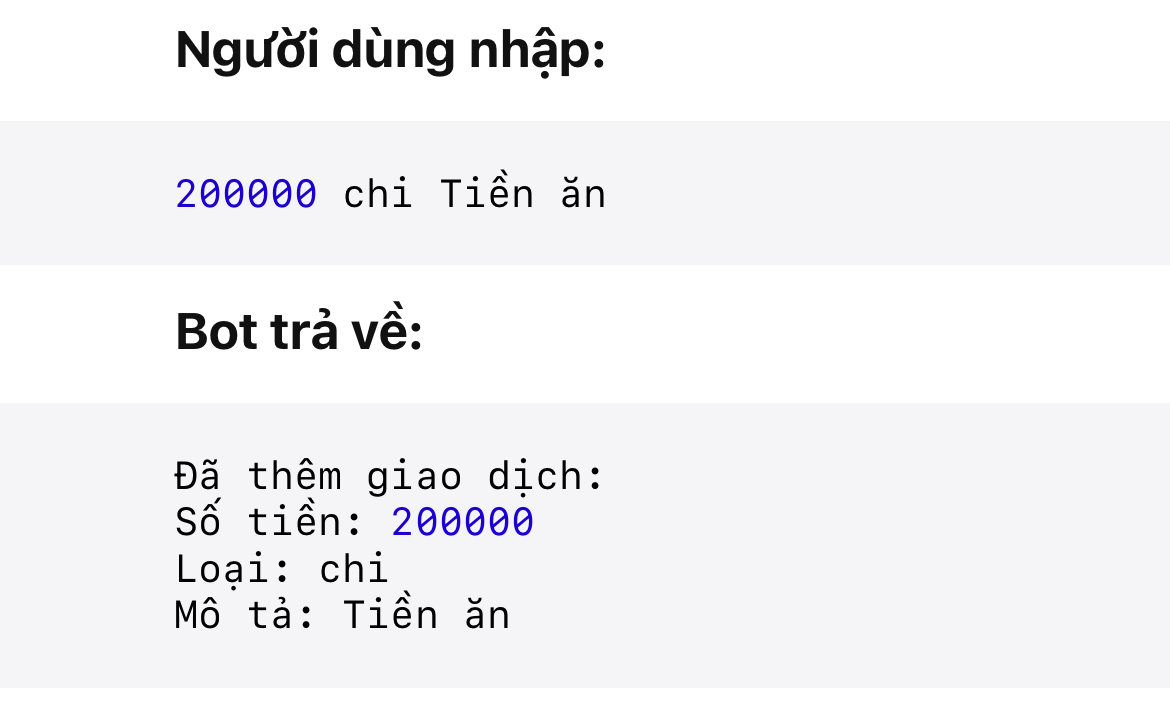 Người dùng nhập:
200000 chi Tiền ăn
Bot trả về:
Đã thêm giao dịch:
Số tiền: 200000
Loại: chi
Mô tả: Tiền ăn